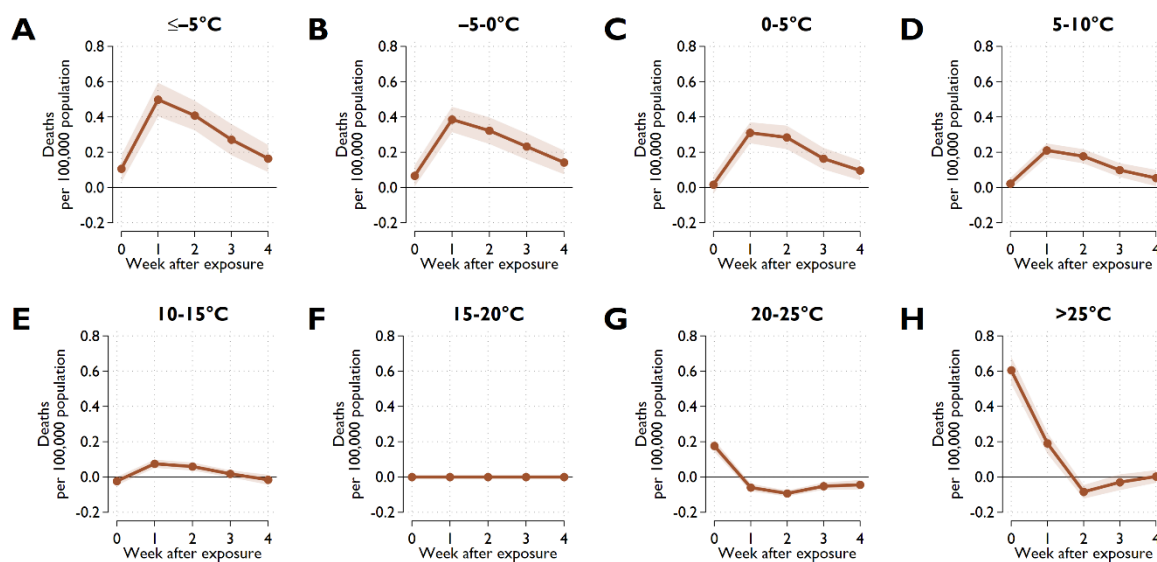 A
≤–5°C
Deaths
per 100,000 population
0.8
0.6
0.4
0.2
0.0
-0.2
0 1 2 3 4
Week after exposure
B
–5-0°C
Deaths
per 100,000 population
0.8
0.6
0.4
0.2
0.0
-0.2
0 1 2 3 4
Week after exposure
C
0-5°C
Deaths
per 100,000 population
0.8
0.6
0.4
0.2
0.0
-0.2
0 1 2 3 4
Week after exposure
D
5-10°C
Deaths
per 100,000 population
0.8
0.6
0.4
0.2
0.0
-0.2
0 1 2 3 4
Week after exposure
E
10-15°C
Deaths
per 100,000 population
0.8
0.6
0.4
0.2
0.0
-0.2
0 1 2 3 4
Week after exposure
F
15-20°C
Deaths
per 100,000 population
0.8
0.6
0.4
0.2
0.0
-0.2
0 1 2 3 4
Week after exposure
G
20-25°C
Deaths
per 100,000 population
0.8
0.6
0.4
0.2
0.0
-0.2
0 1 2 3 4
Week after exposure
H
>25°C
Deaths
per 100,000 population
0.8
0.6
0.4
0.2
0.0
-0.2
0 1 2 3 4
Week after exposure